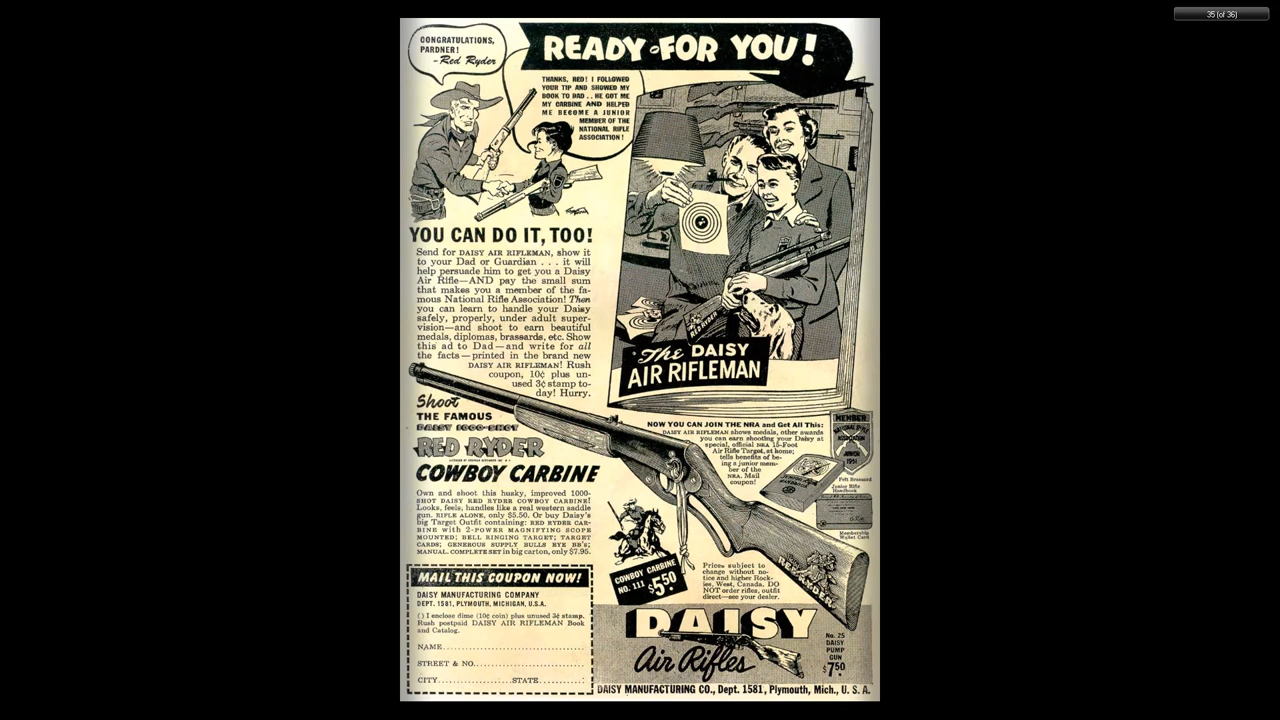 35 (of 36)
CONGRATULATIONS,
PARDNER!
-Red Ryder
READY FOR YOU!
THANKS, RED! I FOLLOWED
YOUR TIP AND SHOWED MY
BOOK TO DAD . . HE GOT ME
MY CARBINE AND HELPED
ME BECOME A JUNIOR
MEMBER OF THE
NATIONAL RIFLE
ASSOCIATION!
YOU CAN DO IT, TOO!
Send for DAISY AIR RIFLEMAN, show it
to your Dad or Guardian . . . it will
help persuade him to get you a Daisy
Air Rifle—AND pay the small sum
that makes you a member of the fa-
mous National Rifle Association! Then
you can learn to handle your Daisy
safely, properly, under adult super-
vision—and shoot to earn beautiful
medals, diplomas, brassards, etc. Show
this ad to Dad—and write for all
the facts—printed in the brand new
DAISY AIR RIFLEMAN! Rush
coupon, 10¢ plus un-
used 3¢ stamp to-
day! Hurry.
RED RYDER
The DAISY
AIR RIFLEMAN
Shoot
THE FAMOUS
DAISY 1000-SHOT
RED RYDER
COWBOY CARBINE
Own and shoot this husky, improved 1000-
SHOT DAISY RED RYDER COWBOY CARBINE!
Looks, feels, handles like a real western saddle
gun. RIFLE ALONE, only $5.50. Or buy Daisy's
big Target Outfit containing: RED RYDER CAR-
BINE with 2-POWER MAGNIFYING SCOPE
MOUNTED; BELL RINGING TARGET; TARGET
CARDS; GENEROUS SUPPLY BULLS EYE BB's;
MANUAL. COMPLETE SET in big carton, only $7.95.
NOW YOU CAN JOIN THE NRA and Get All This:
DAISY AIR RIFLEMAN shows medals, other awards
you can earn shooting your Daisy at
special, official NRA 15-Foot
Air Rifle Target, at home;
tells benefits of be-
ing a junior mem-
ber of the
NRA. Mail
coupon!
MEMBER
NATIONAL RIFLE
ASSOCIATION
JUNIOR
1951
Felt Brassard
Junior Rifle
Handbook
Membership
Wallet Card
COWBOY CARBINE
NO. 111 $5.50
Prices subject to
change without no-
tice and higher Rock-
ies, West, Canada. DO
NOT order rifles, outfit
direct—see your dealer.
RED RYDER
MAIL THIS COUPON NOW!
DAISY MANUFACTURING COMPANY
DEPT. 1581, PLYMOUTH, MICHIGAN, U.S.A.
( ) I enclose dime (10¢ coin) plus unused 3¢ stamp.
Rush postpaid DAISY AIR RIFLEMAN Book
and Catalog.
NAME
STREET & NO.
CITY STATE
DAISY
Air Rifles
No. 25
DAISY
PUMP
GUN
$7.50
DAISY MANUFACTURING CO., Dept. 1581, Plymouth, Mich., U. S. A.